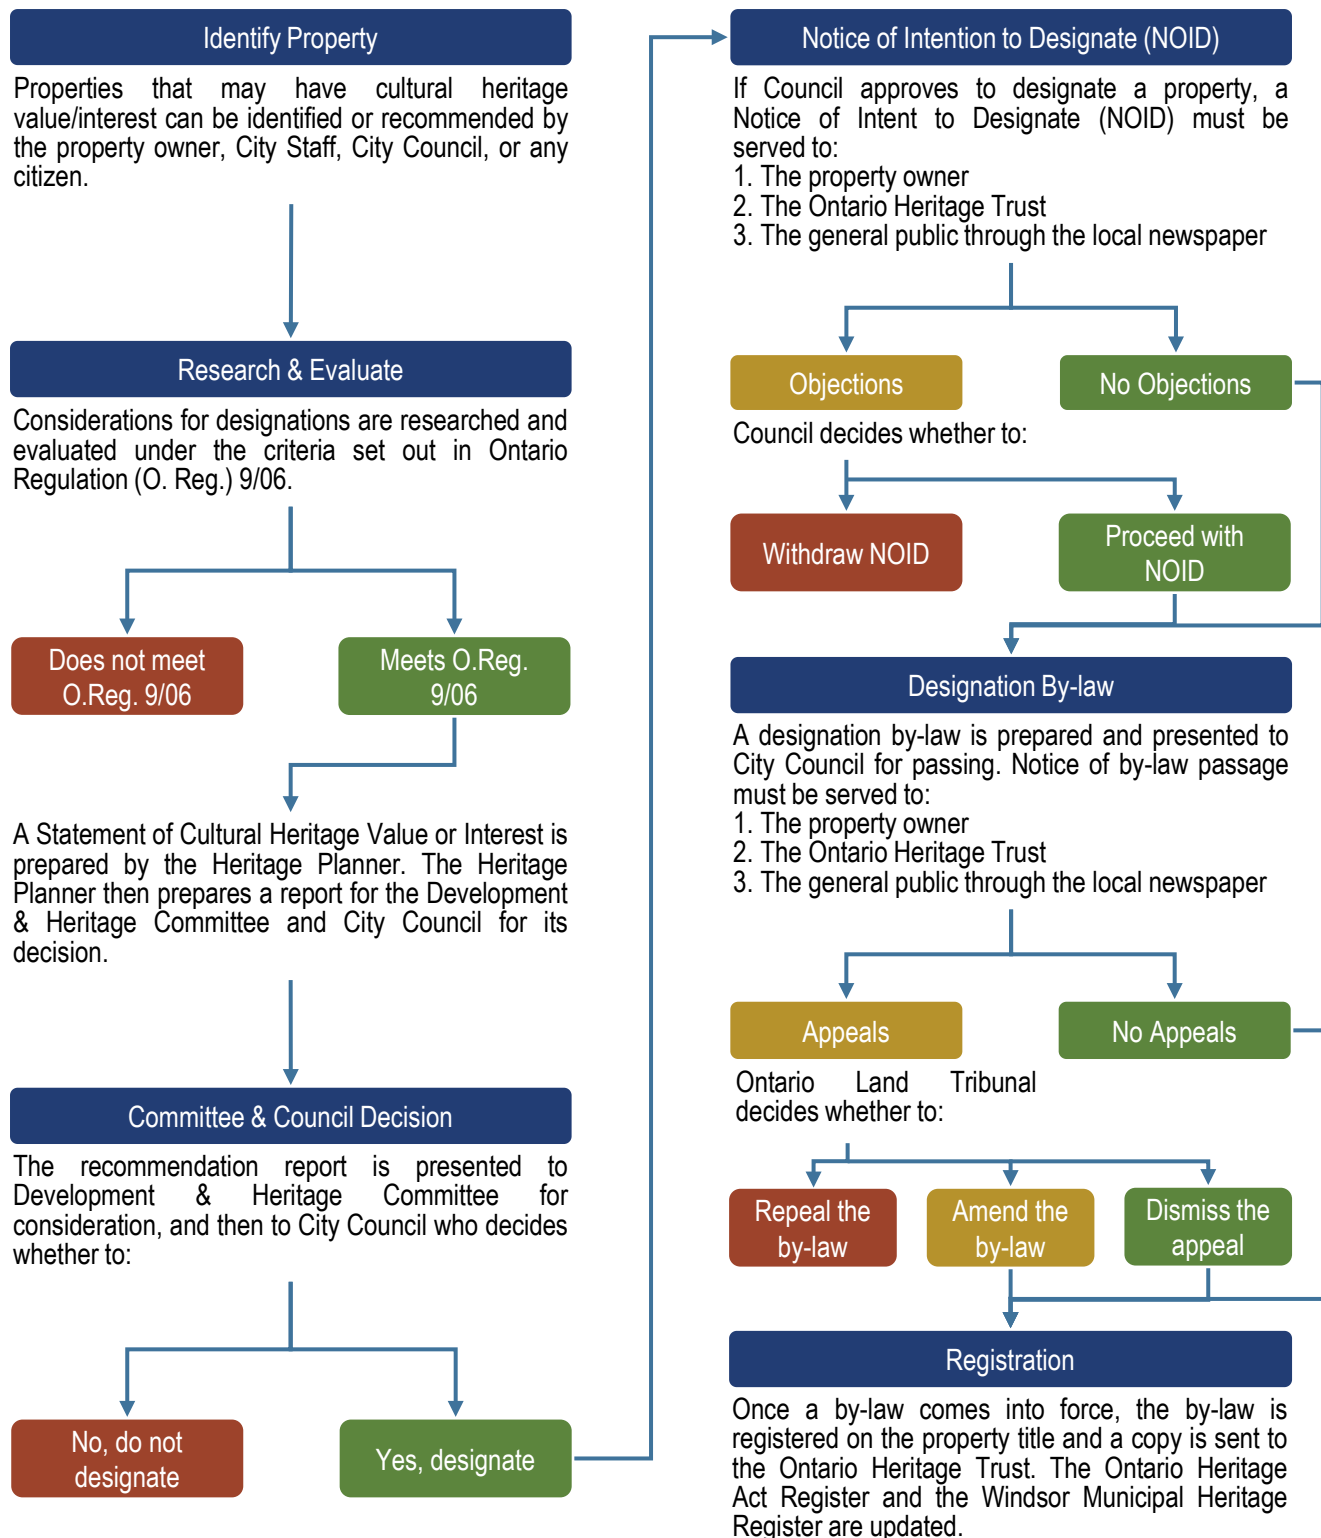 Identify Property
Properties that may have cultural heritage
value/interest can be identified or recommended by
the property owner, City Staff, City Council, or any
citizen.
Research & Evaluate
Considerations for designations are researched and
evaluated under the criteria set out in Ontario
Regulation (O. Reg.) 9/06.
Does not meet
O.Reg. 9/06
Meets O.Reg.
9/06
A Statement of Cultural Heritage Value or Interest is
prepared by the Heritage Planner. The Heritage
Planner then prepares a report for the Development
& Heritage Committee and City Council for its
decision.
Committee & Council Decision
The recommendation report is presented to
Development & Heritage Committee for
consideration, and then to City Council who decides
whether to:
No, do not
designate
Yes, designate
Notice of Intention to Designate (NOID)
If Council approves to designate a property, a
Notice of Intent to Designate (NOID) must be
served to:
1. The property owner
2. The Ontario Heritage Trust
3. The general public through the local newspaper
Objections
No Objections
Council decides whether to:
Withdraw NOID
Proceed with
NOID
Designation By-law
A designation by-law is prepared and presented to
City Council for passing. Notice of by-law passage
must be served to:
1. The property owner
2. The Ontario Heritage Trust
3. The general public through the local newspaper
Appeals
No Appeals
Ontario Land Tribunal
decides whether to:
Repeal the
by-law
Amend the
by-law
Dismiss the
appeal
Registration
Once a by-law comes into force, the by-law is
registered on the property title and a copy is sent to
the Ontario Heritage Trust. The Ontario Heritage
Act Register and the Windsor Municipal Heritage
Register are updated.